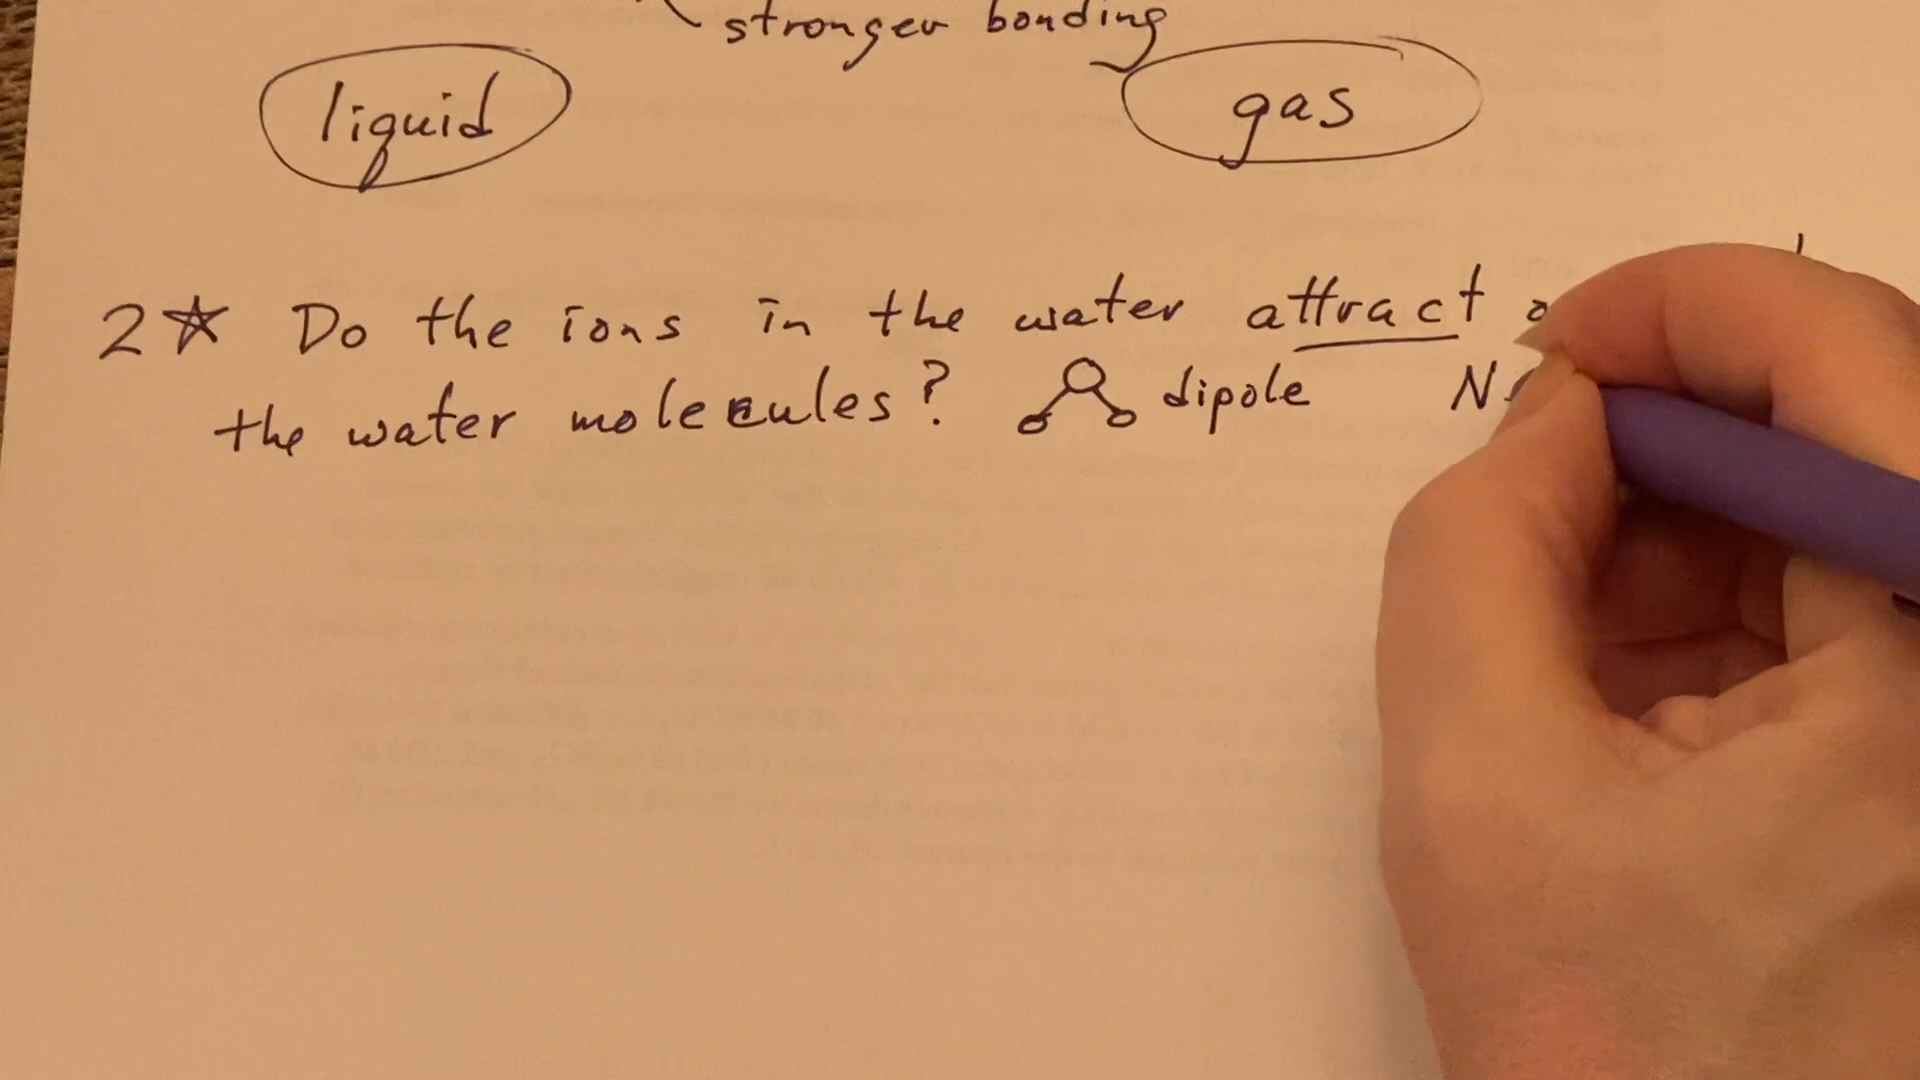 stronger bonding
liquid gas
2☆ Do the ions in the water attract
the water molecules? dipole N